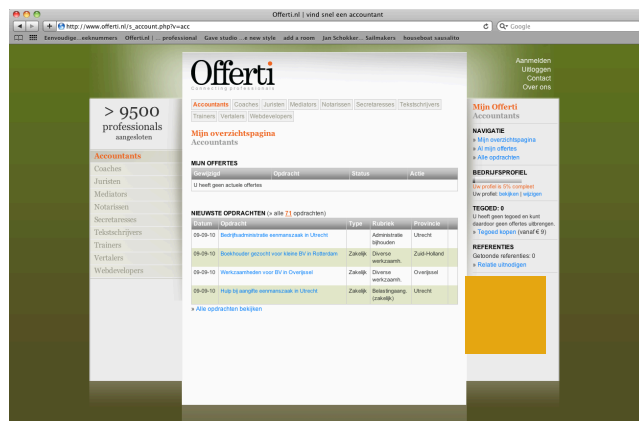 Offerti.nl | vind snel een accountant
http://www.offerti.nl/s_account.php?v=acc
Google
Eenvoudige...eeknummers Offerti.nl | ... professional Gave studio ...e new style add a room Jan Schokker... Sailmakers houseboat sausalito
Aanmelden
Uitloggen
Contact
Over ons
Offerti
Connecting professionals
> 9500
professionals
aangesloten
Accountants
Coaches
Juristen
Mediators
Notarissen
Secretaresses
Tekstschrijvers
Trainers
Vertalers
Webdevelopers
Accountants Coaches Juristen Mediators Notarissen Secretaresses Tekstschrijvers
Trainers Vertalers Webdevelopers
Mijn overzichtspagina
Accountants
MIJN OFFERTES
Gewijzigd Opdracht Status Actie
U heeft geen actuele offertes
NIEUWSTE OPDRACHTEN (» alle 71 opdrachten)
Datum Opdracht Type Rubriek Provincie
09-09-10 Bedrijfsadministratie eenmanszaak in Utrecht Administratie bijhouden Utrecht
09-09-10 Boekhouder gezocht voor kleine BV in Rotterdam Zakelijk Diverse werkzaamh. Zuid-Holland
09-09-10 Werkzaamheden voor BV in Overijssel Zakelijk Diverse werkzaamh. Overijssel
09-09-10 Hulp bij aangifte eenmanszaak in Utrecht Zakelijk Belastingaang. (zakelijk) Utrecht
» Alle opdrachten bekijken
Mijn Offerti
Accountants
NAVIGATIE
» Mijn overzichtspagina
» Al mijn offertes
» Alle opdrachten
BEDRIJFSPROFIEL
Uw profiel is 0% compleet
Uw profiel: bekijken | wijzigen
TEGOED: 0
U heeft geen tegoed en kunt
daardoor geen offertes uitbrengen.
» Tegoed kopen (vanaf € 9)
REFERENTIES
Getoonde referenties: 0
» Relatie uitnodigen